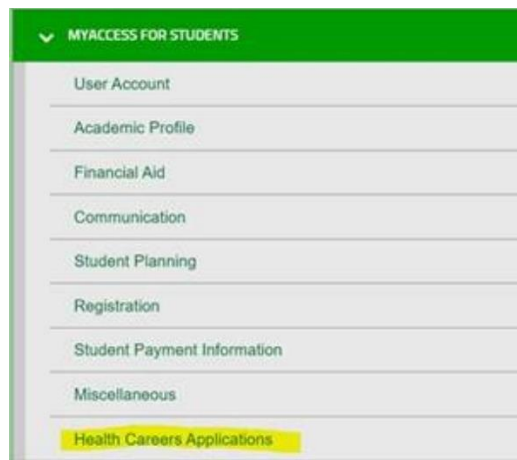 MYACCESS FOR STUDENTS
User Account
Academic Profile
Financial Aid
Communication
Student Planning
Registration
Student Payment Information
Miscellaneous
Health Careers Applications